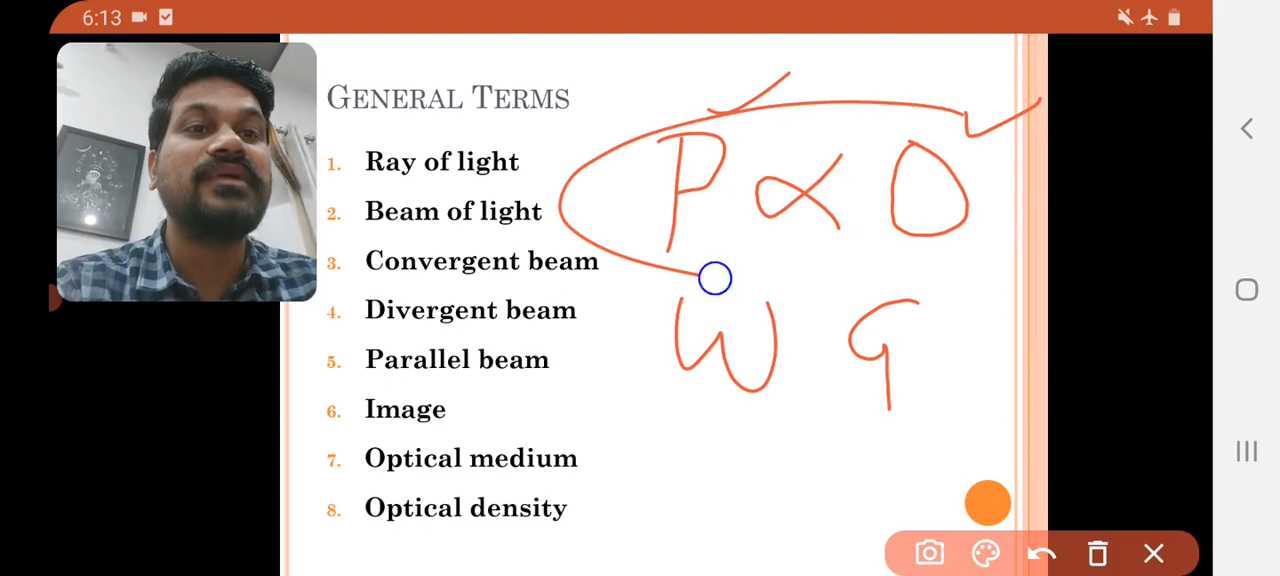 6:13
GENERAL TERMS
1. Ray of light
2. Beam of light
3. Convergent beam
4. Divergent beam
5. Parallel beam
6. Image
7. Optical medium
8. Optical density
P ∝ D
W G